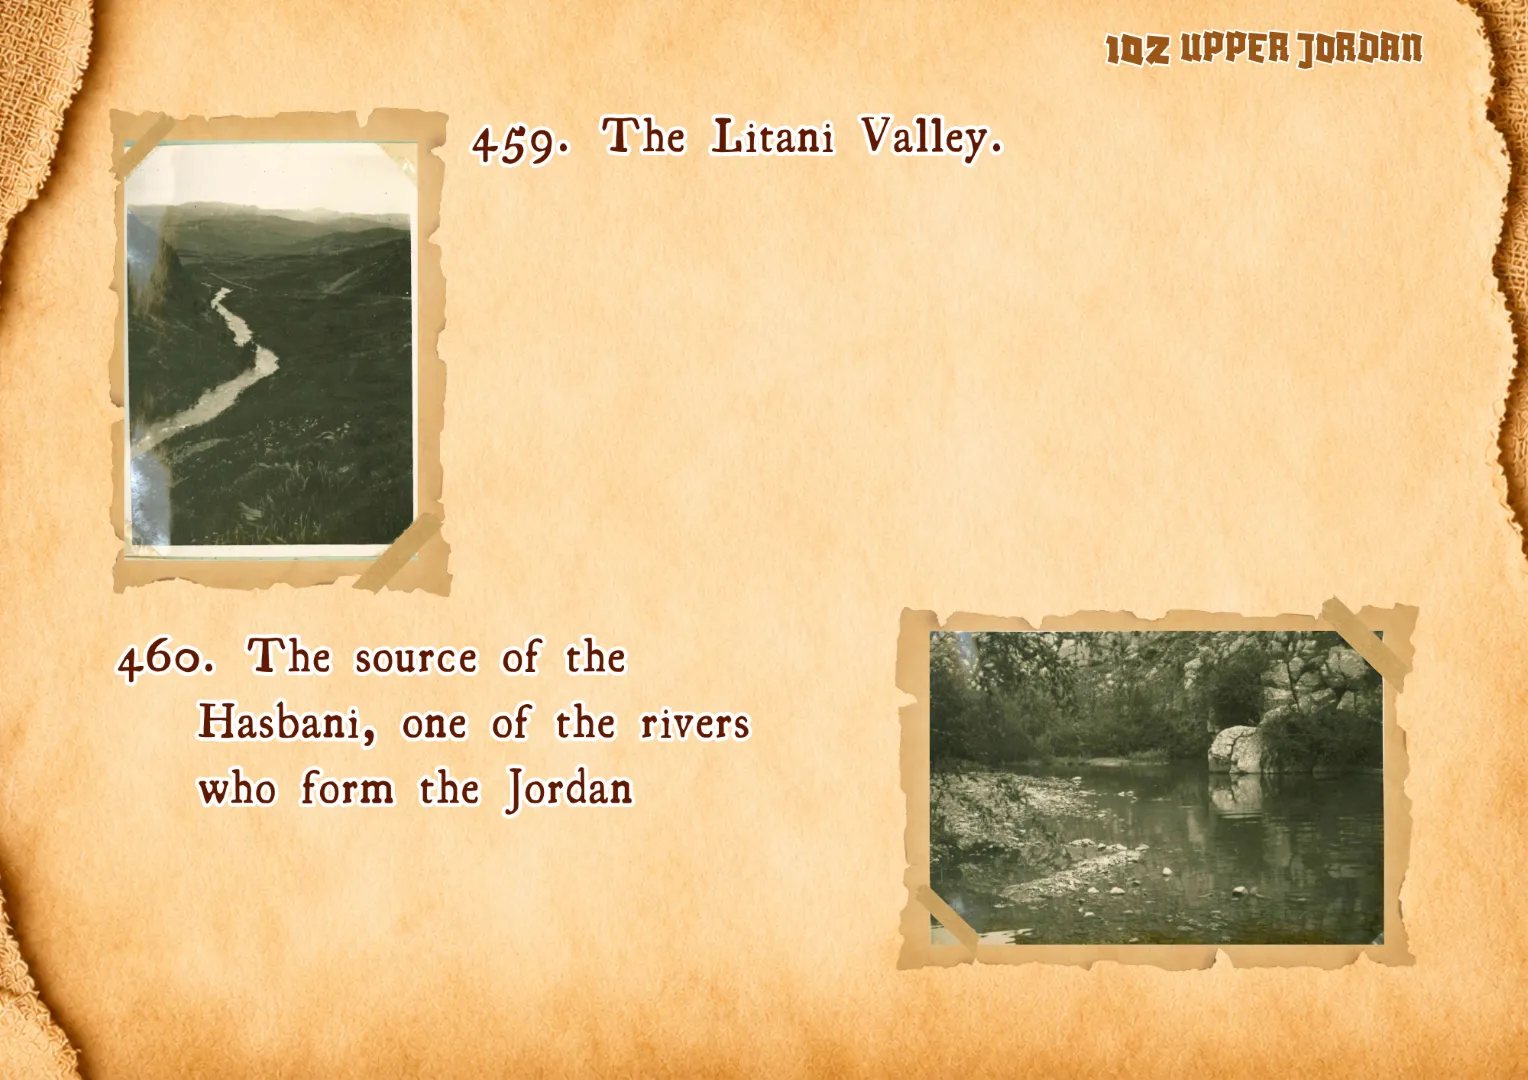 10Z UPPER JORDAN
459. The Litani Valley.
460. The source of the
Hasbani, one of the rivers
who form the Jordan